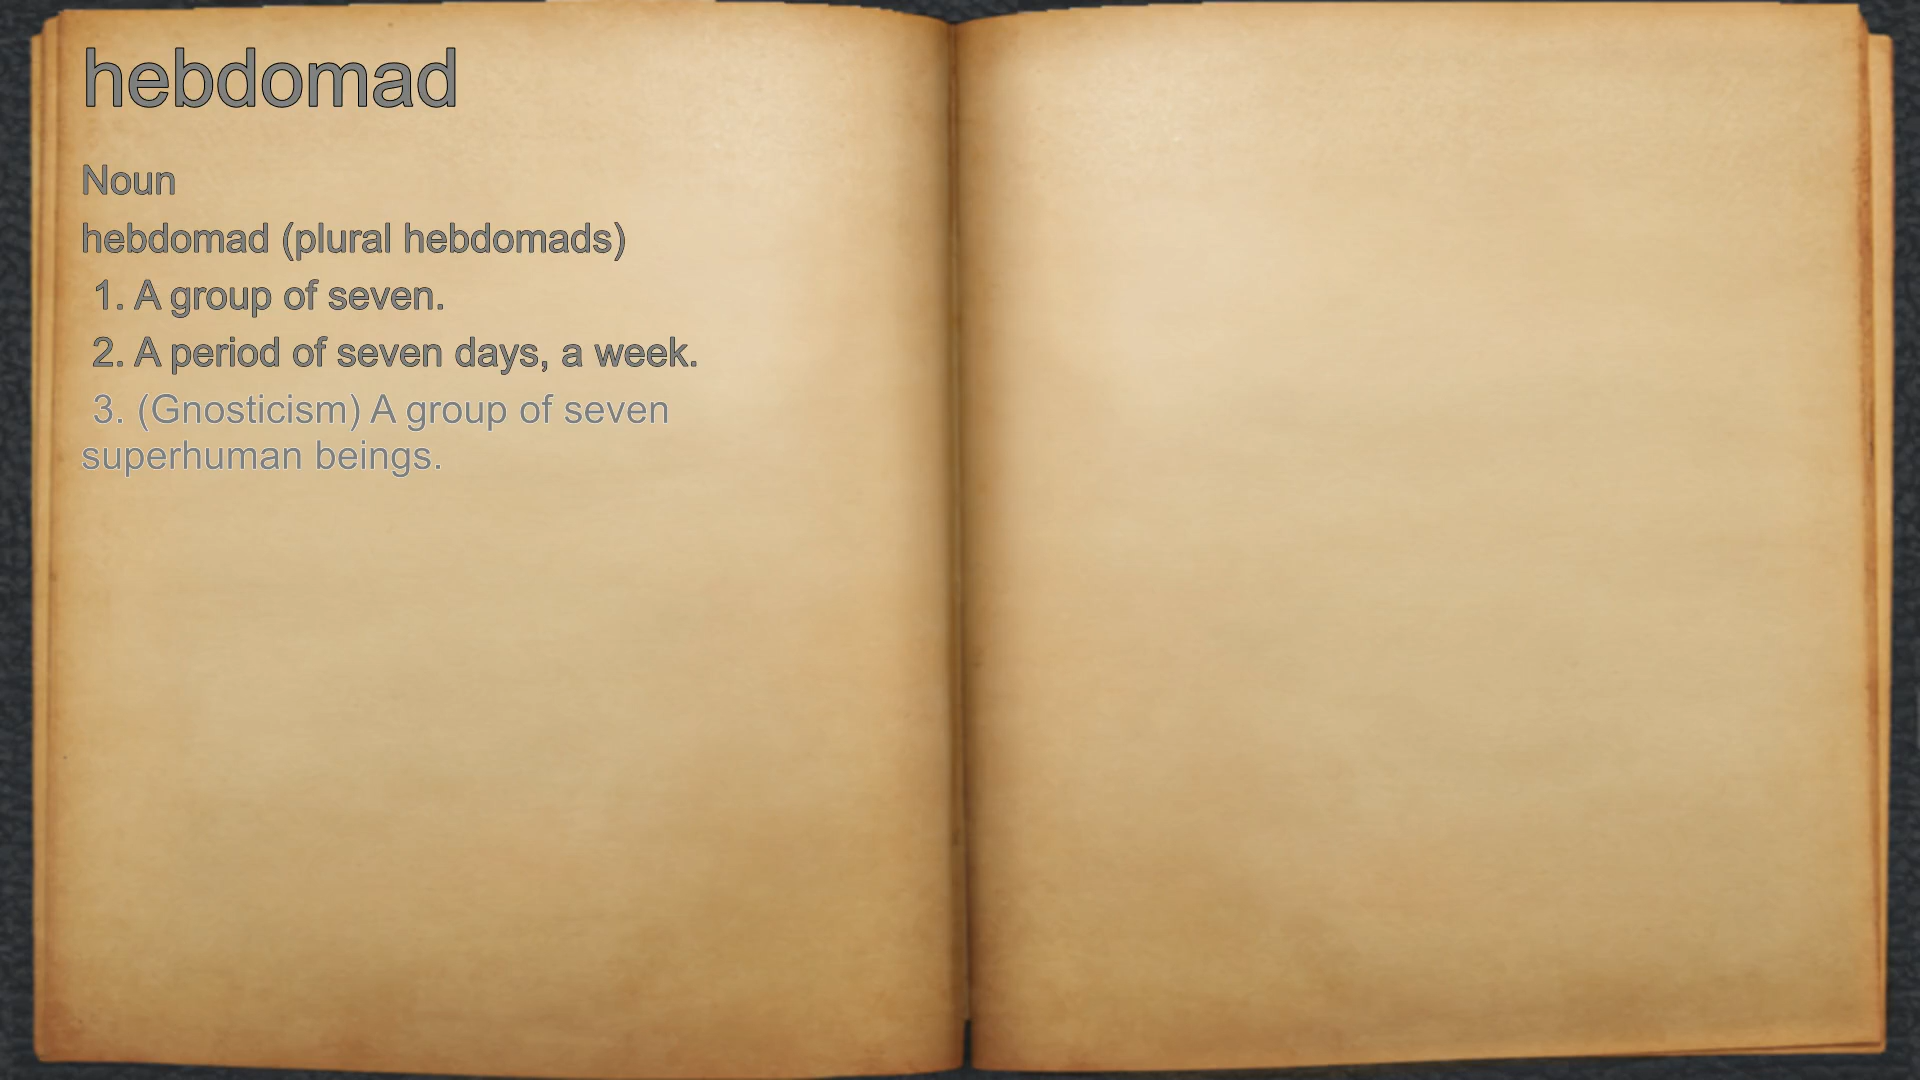 hebdomad
Noun
hebdomad (plural hebdomads)
1. A group of seven.
2. A period of seven days, a week.
3. (Gnosticism) A group of seven
superhuman beings.